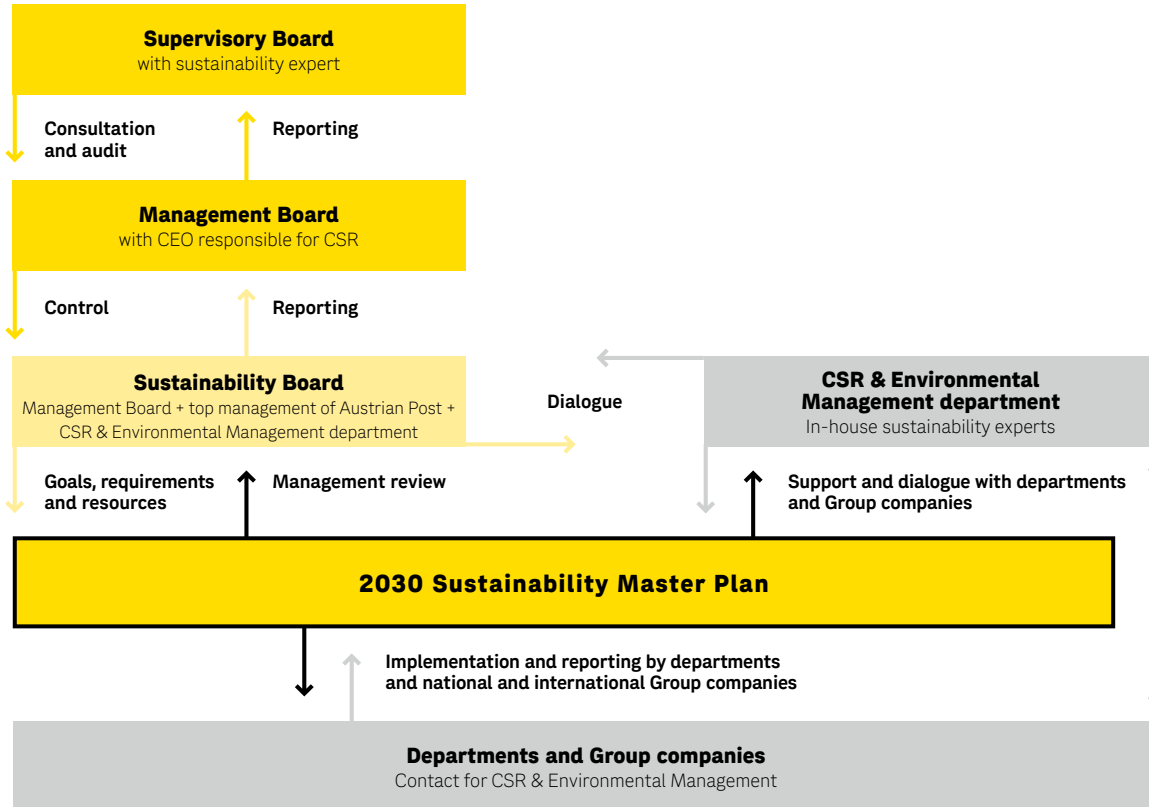 Supervisory Board
with sustainability expert
Consultation
and audit
Reporting
Management Board
with CEO responsible for CSR
Control
Reporting
Sustainability Board
Management Board + top management of Austrian Post +
CSR & Environmental Management department
Dialogue
CSR & Environmental
Management department
In-house sustainability experts
Goals, requirements
and resources
Management review
Support and dialogue with departments
and Group companies
2030 Sustainability Master Plan
Implementation and reporting by departments
and national and international Group companies
Departments and Group companies
Contact for CSR & Environmental Management